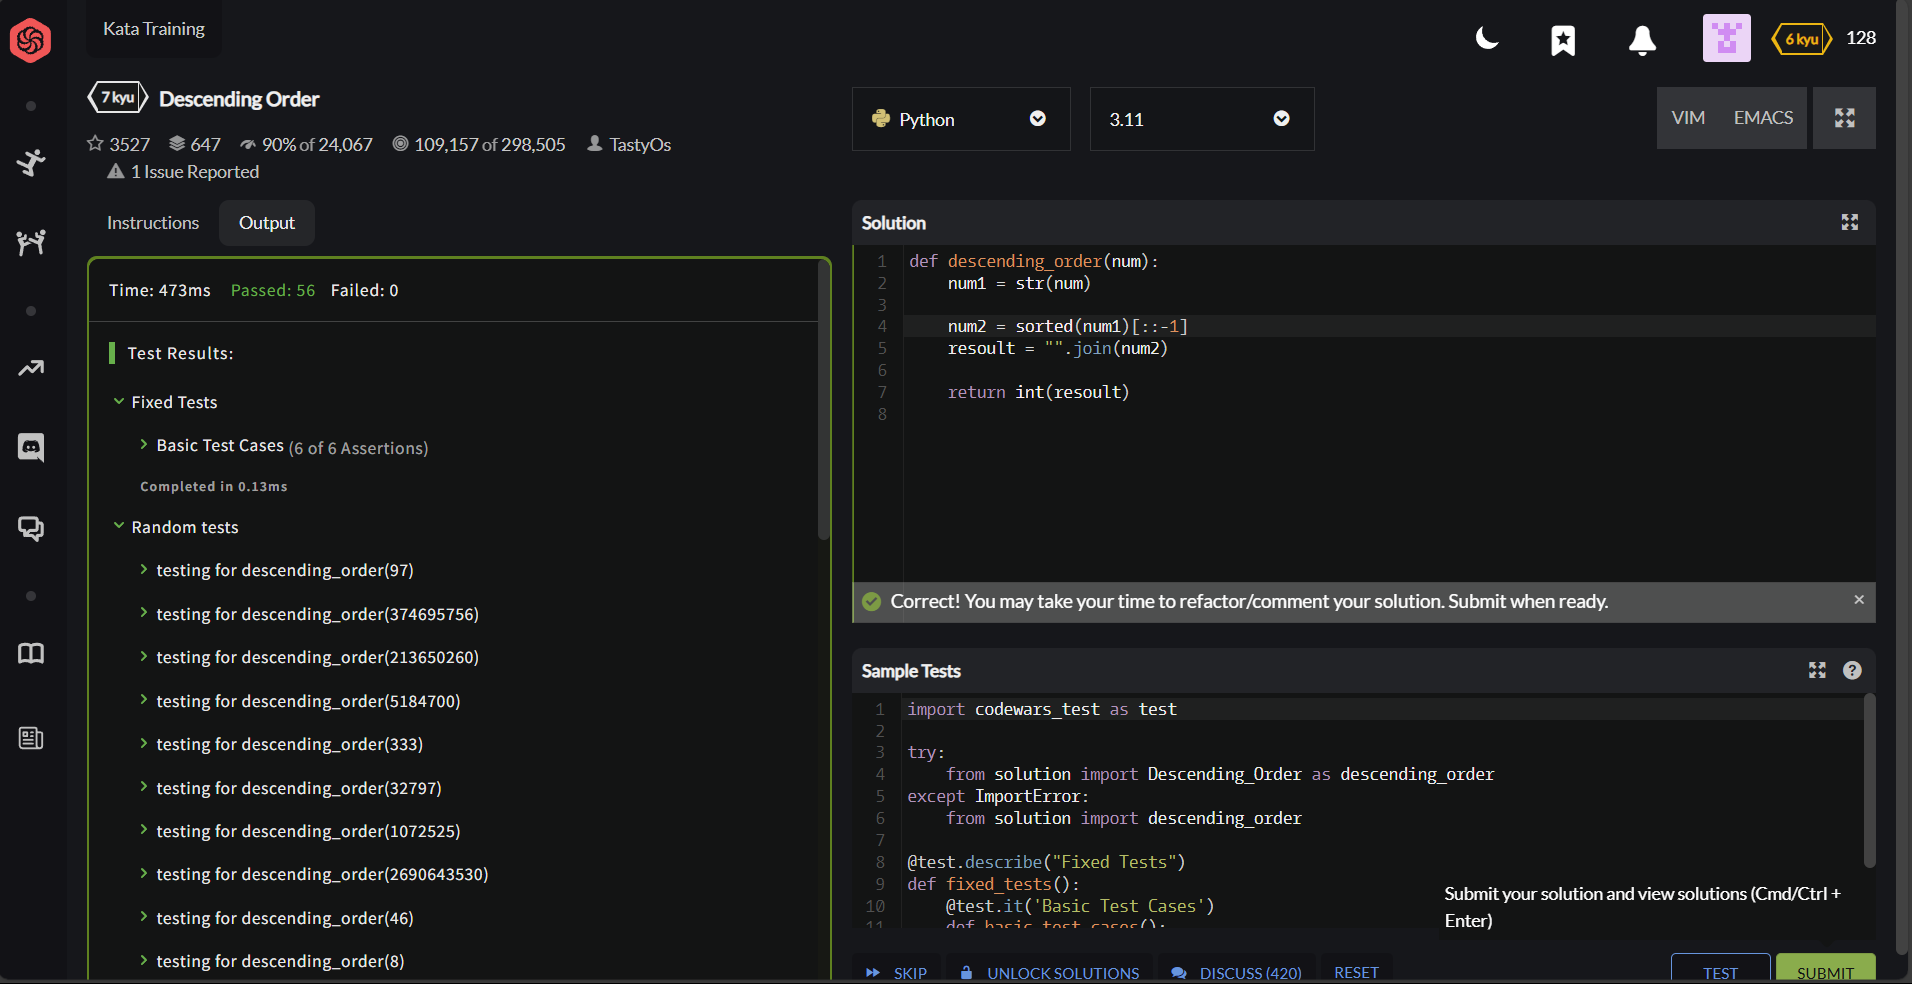 Kata Training
6 kyu
128
7 kyu
Descending Order
3527
647
90% of 24,067
109,157 of 298,505
TastyOs
1 Issue Reported
Python
3.11
VIM
EMACS
Instructions
Output
Time: 473ms Passed: 56 Failed: 0
Test Results:
Fixed Tests
Basic Test Cases (6 of 6 Assertions)
Completed in 0.13ms
Random tests
testing for descending_order(97)
testing for descending_order(374695756)
testing for descending_order(213650260)
testing for descending_order(5184700)
testing for descending_order(333)
testing for descending_order(32797)
testing for descending_order(1072525)
testing for descending_order(2690643530)
testing for descending_order(46)
testing for descending_order(8)
Solution
1 def descending_order(num):
2     num1 = str(num)
3
4     num2 = sorted(num1)[::-1]
5     resoult = "".join(num2)
6
7     return int(resoult)
8
Correct! You may take your time to refactor/comment your solution. Submit when ready.
×
Sample Tests
?
1 import codewars_test as test
2
3 try:
4     from solution import Descending_Order as descending_order
5 except ImportError:
6     from solution import descending_order
7
8 @test.describe("Fixed Tests")
9 def fixed_tests():
10     @test.it('Basic Test Cases')
11     def basic_test_cases():
Submit your solution and view solutions (Cmd/Ctrl +
Enter)
SKIP
UNLOCK SOLUTIONS
DISCUSS (420)
RESET
TEST
SUBMIT